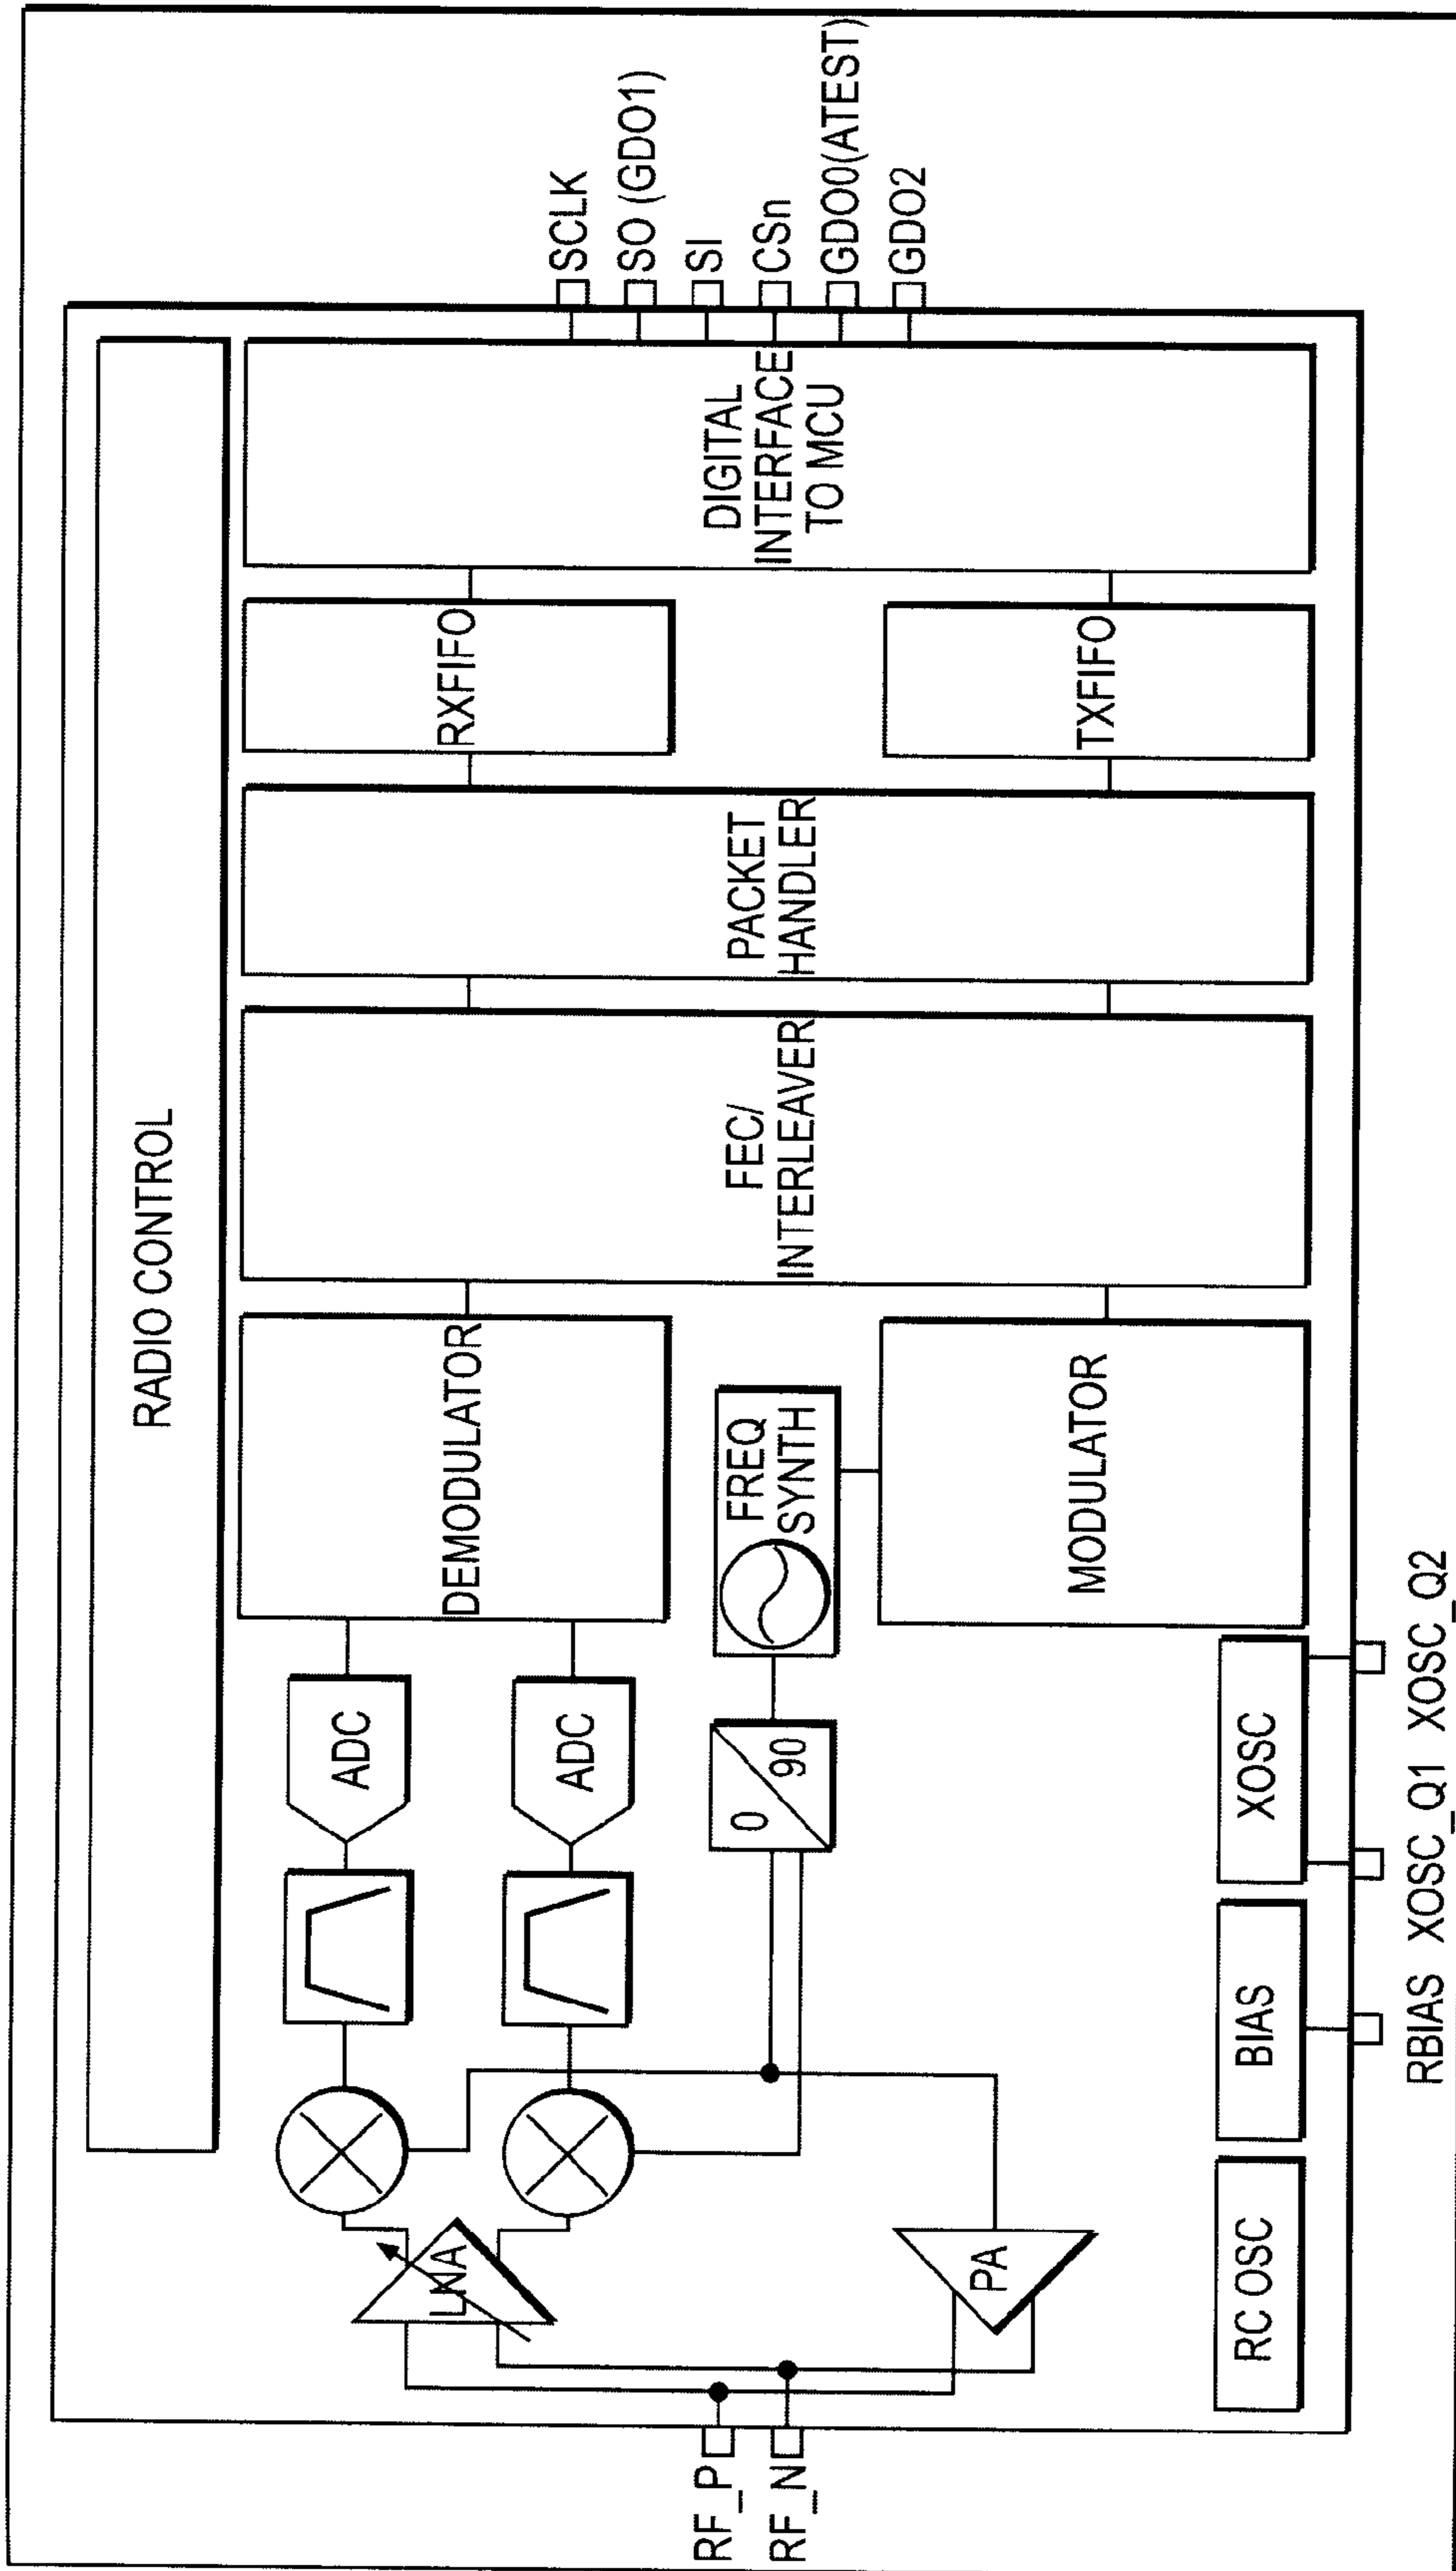 RADIO CONTROL
LNA
ADC
ADC
DEMODULATOR
0
90
FREQ
SYNTH
MODULATOR
FEC/
INTERLEAVER
PACKET
HANDLER
RXFIFO
TXFIFO
DIGITAL
INTERFACE
TO MCU
SCLK
SO (GDO1)
SI
CSn
GDO0(ATEST)
GDO2
RF_P
RF_N
PA
RC OSC
BIAS
XOSC
RBIAS XOSC_Q1 XOSC_Q2